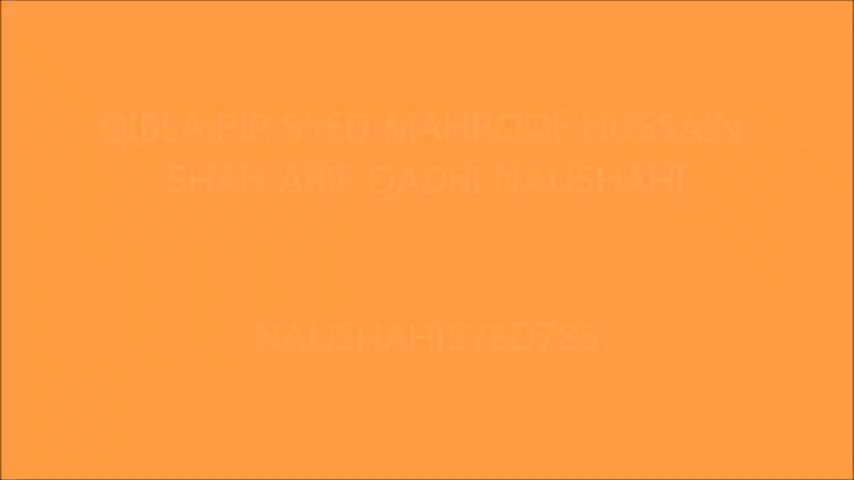 QIBLA PIR SYED MAHROOF HUSSAIN
SHAH ARIF QADRI NAUSHAHI
NAUSHAHISYED786